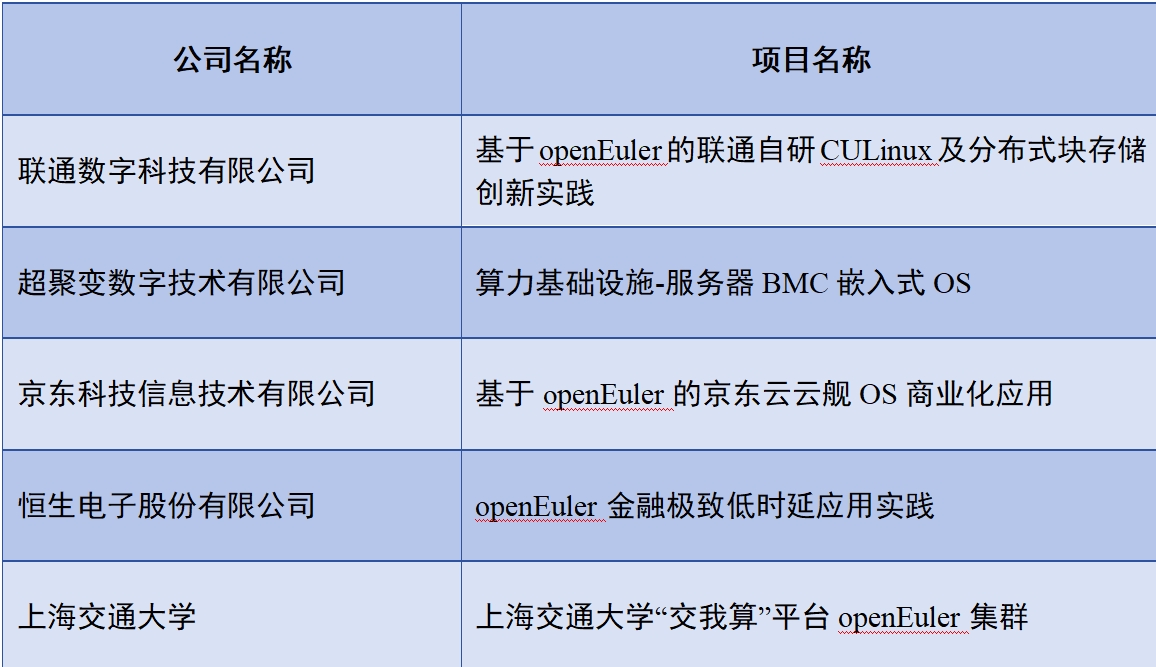 公司名称 项目名称
联通数字科技有限公司 基于openEuler的联通自研CULinux及分布式块存储
创新实践
超聚变数字技术有限公司 算力基础设施-服务器 BMC 嵌入式 OS
京东科技信息技术有限公司 基于 openEuler 的京东云云舰 OS 商业化应用
恒生电子股份有限公司 openEuler 金融极致低时延应用实践
上海交通大学 上海交通大学“交我算”平台 openEuler 集群